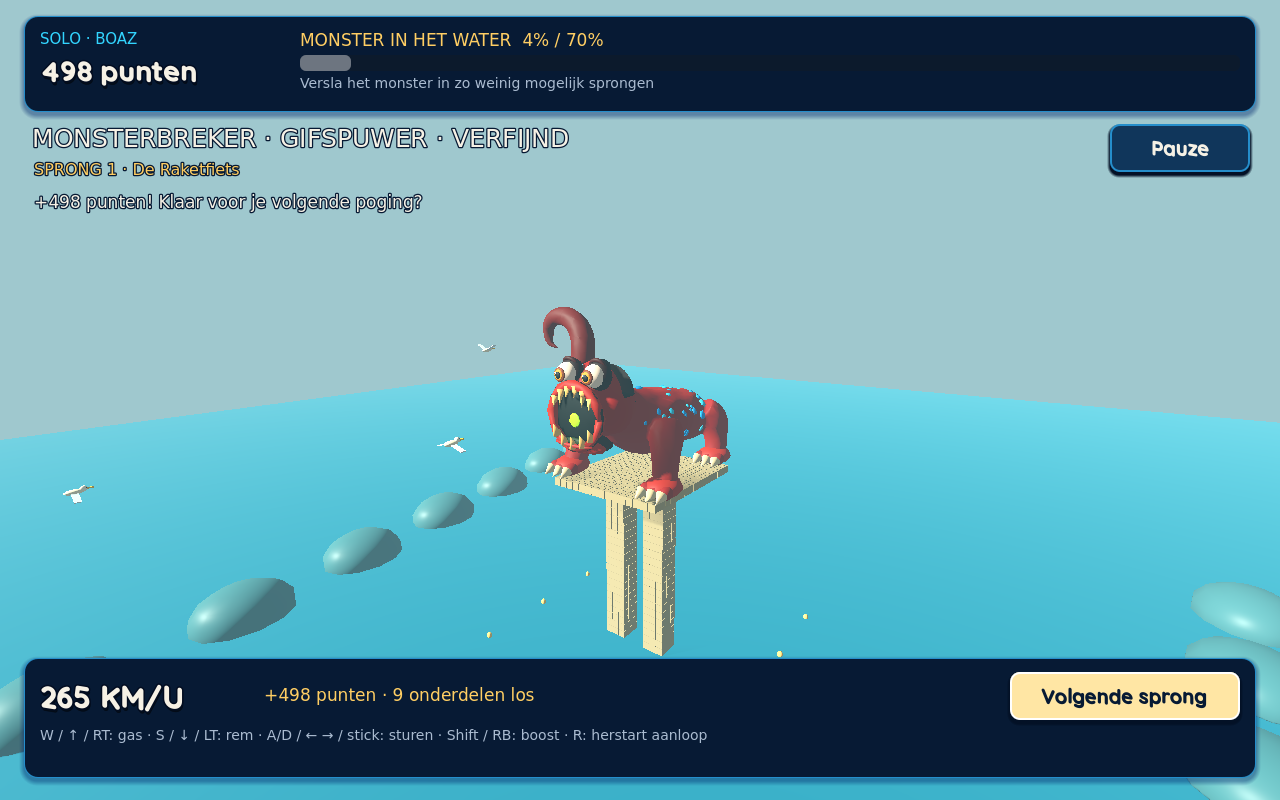 SOLO · BOAZ
498 punten
MONSTER IN HET WATER 4% / 70%
Versla het monster in zo weinig mogelijk sprongen
MONSTERBREKER · GIFSPUWER · VERFIJND
SPRONG 1 · De Raketfiets
+498 punten! Klaar voor je volgende poging?
Pauze
265 KM/U
+498 punten · 9 onderdelen los
Volgende sprong
W / ↑ / RT: gas · S / ↓ / LT: rem · A/D / ← → / stick: sturen · Shift / RB: boost · R: herstart aanloop